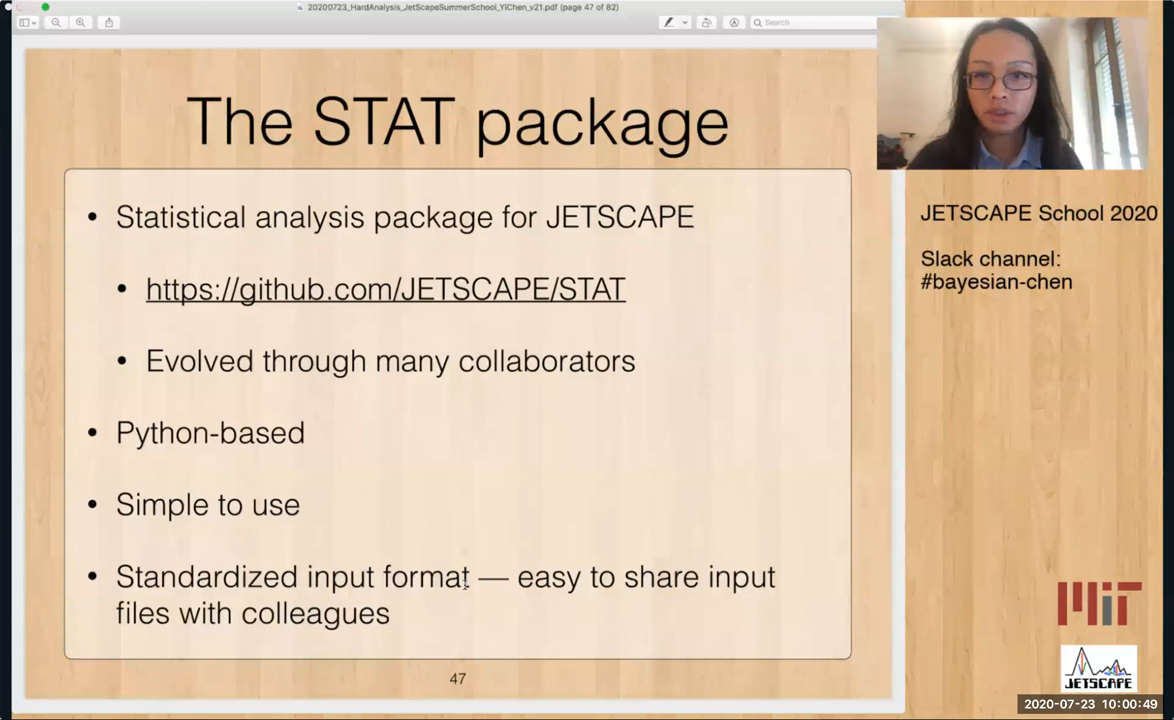 20200723_HardAnalysis_JetScapeSummerSchool_YiChen_v21.pdf (page 47 of 82)
Search
The STAT package
• Statistical analysis package for JETSCAPE
• https://github.com/JETSCAPE/STAT
• Evolved through many collaborators
• Python-based
• Simple to use
• Standardized input format — easy to share input
files with colleagues
47
JETSCAPE School 2020
Slack channel:
#bayesian-chen
MIT
JETSCAPE
2020-07-23 10:00:49